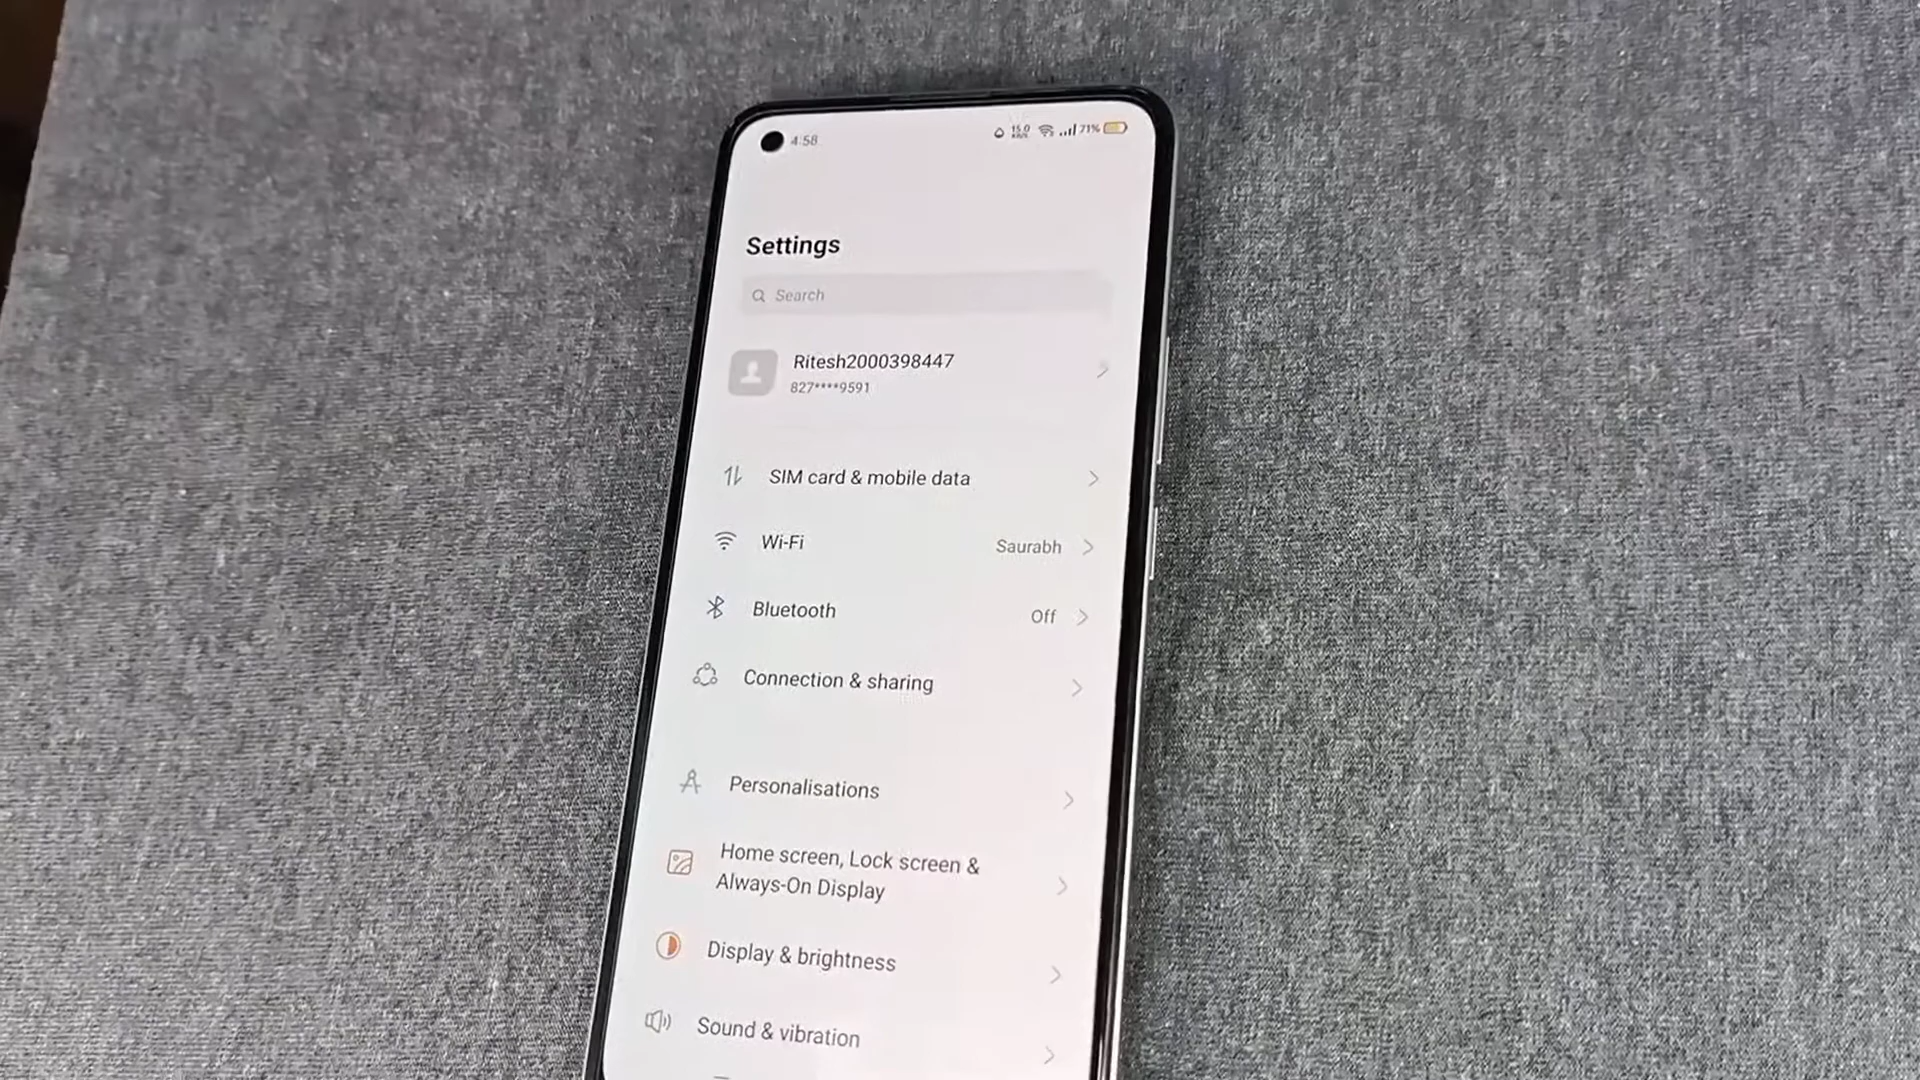 4:58
15.0 KB/S 71%
Settings
Search
Ritesh2000398447
827****9591
SIM card & mobile data
Wi-Fi Saurabh
Bluetooth Off
Connection & sharing
Personalisations
Home screen, Lock screen &
Always-On Display
Display & brightness
Sound & vibration